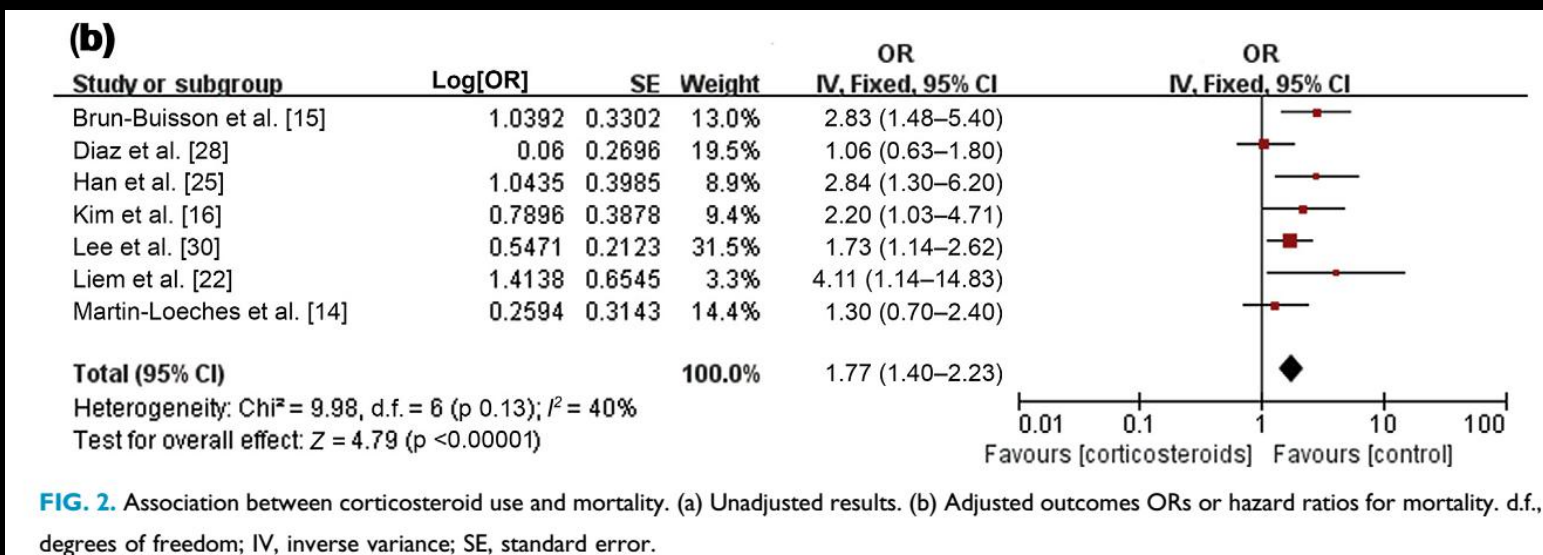 (b)
OR OR
Study or subgroup Log[OR] SE Weight IV, Fixed, 95% CI IV, Fixed, 95% CI
Brun-Buisson et al. [15] 1.0392 0.3302 13.0% 2.83 (1.48–5.40)
Diaz et al. [28] 0.06 0.2696 19.5% 1.06 (0.63–1.80)
Han et al. [25] 1.0435 0.3985 8.9% 2.84 (1.30–6.20)
Kim et al. [16] 0.7896 0.3878 9.4% 2.20 (1.03–4.71)
Lee et al. [30] 0.5471 0.2123 31.5% 1.73 (1.14–2.62)
Liem et al. [22] 1.4138 0.6545 3.3% 4.11 (1.14–14.83)
Martin-Loeches et al. [14] 0.2594 0.3143 14.4% 1.30 (0.70–2.40)
Total (95% CI) 100.0% 1.77 (1.40–2.23)
Heterogeneity: Chi² = 9.98, d.f. = 6 (p 0.13); I² = 40%
Test for overall effect: Z = 4.79 (p <0.00001)
0.01 0.1 1 10 100
Favours [corticosteroids] Favours [control]
FIG. 2. Association between corticosteroid use and mortality. (a) Unadjusted results. (b) Adjusted outcomes ORs or hazard ratios for mortality. d.f.,
degrees of freedom; IV, inverse variance; SE, standard error.